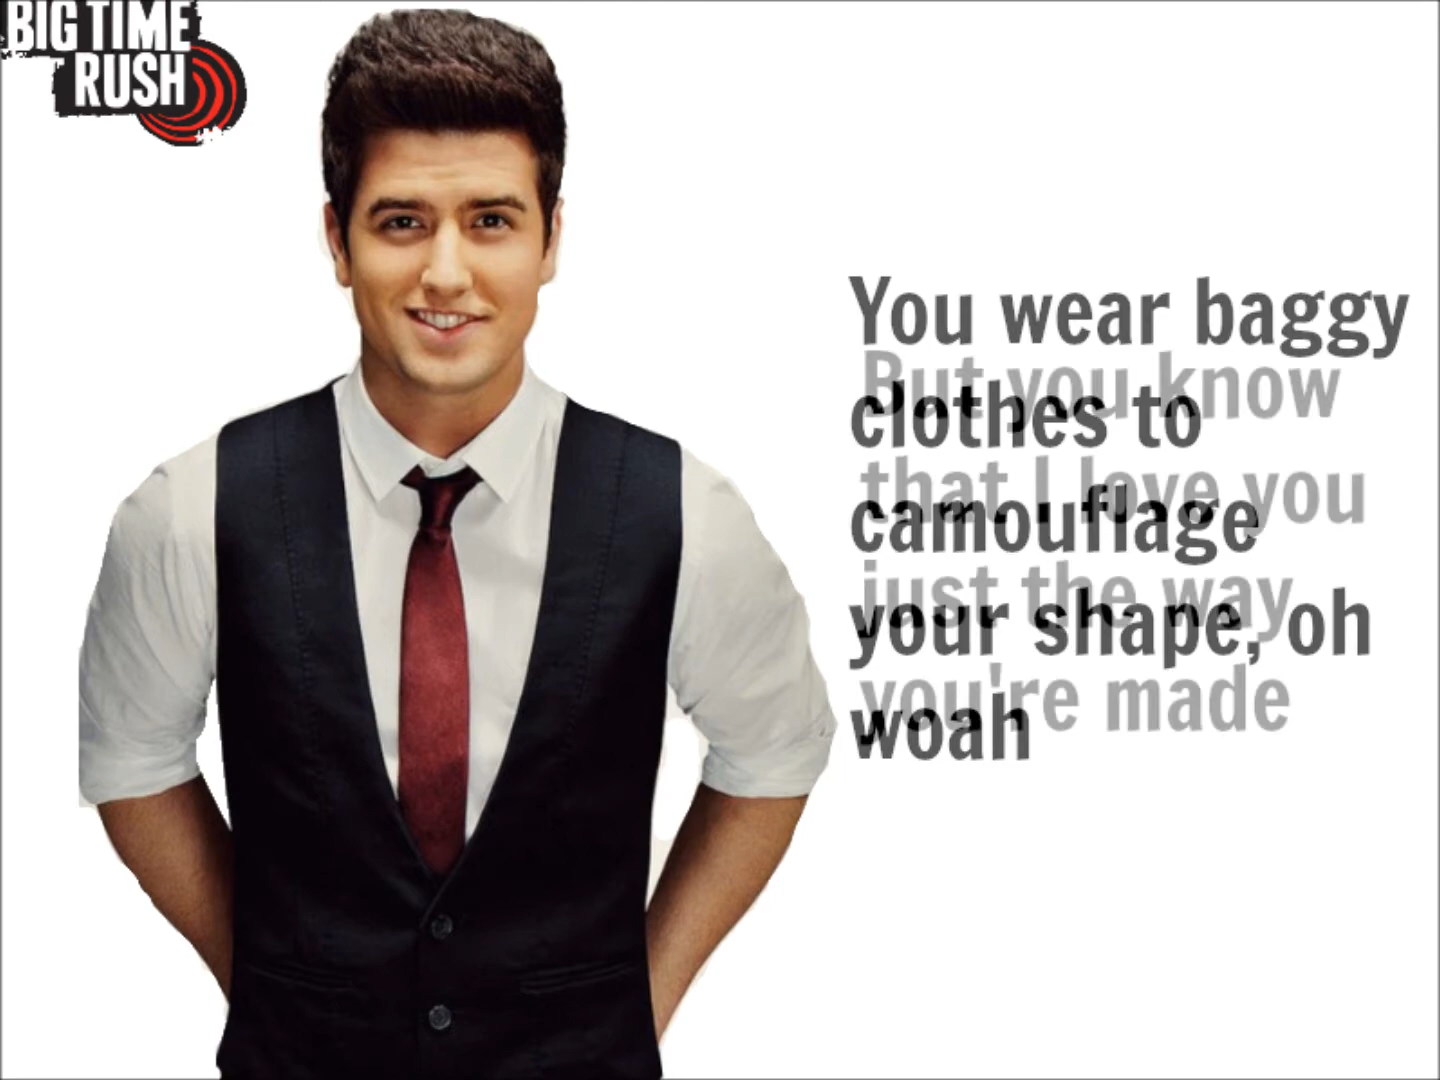 BIG TIME
RUSH
You wear baggy
clothes to
camouflage
your shape, oh
woah
But you know
that I love you
just the way
you're made